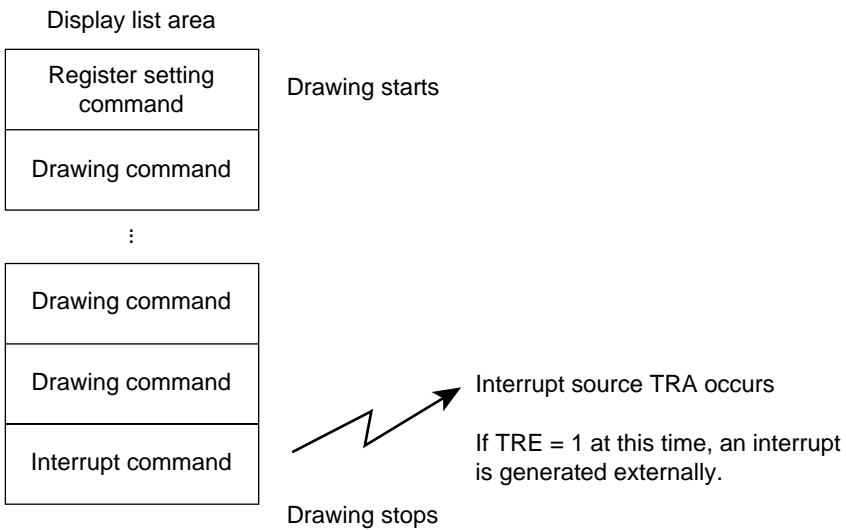 Display list area
Register setting
command
Drawing starts
Drawing command
⋮
Drawing command
Drawing command
Interrupt source TRA occurs
If TRE = 1 at this time, an interrupt
is generated externally.
Interrupt command
Drawing stops